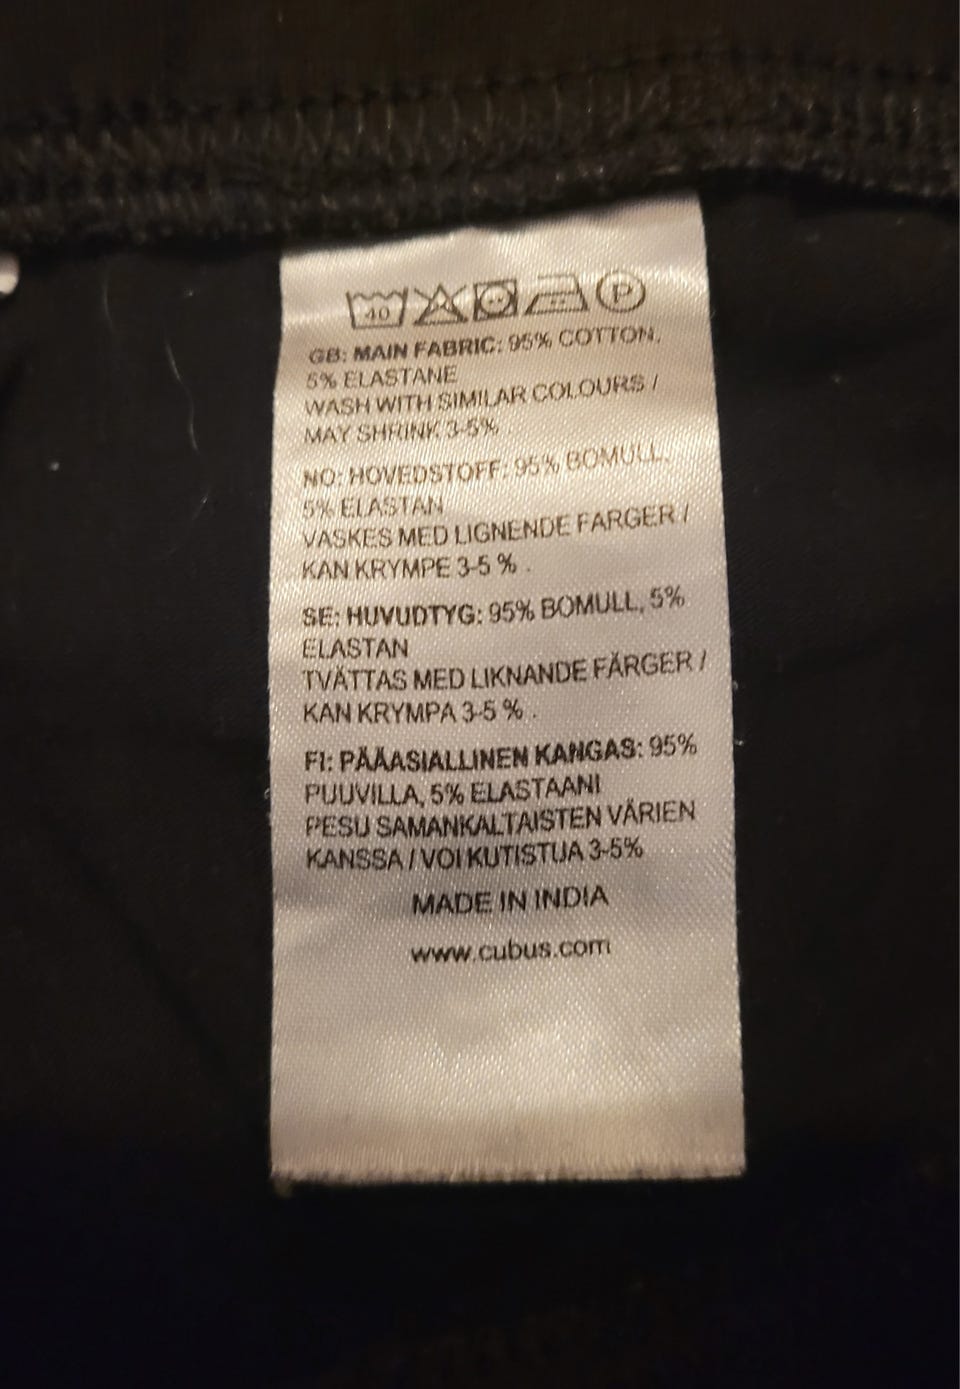 40 P
GB: MAIN FABRIC: 95% COTTON,
5% ELASTANE
WASH WITH SIMILAR COLOURS /
MAY SHRINK 3-5% .
NO: HOVEDSTOFF: 95% BOMULL,
5% ELASTAN
VASKES MED LIGNENDE FARGER /
KAN KRYMPE 3-5 % .
SE: HUVUDTYG: 95% BOMULL, 5%
ELASTAN
TVÄTTAS MED LIKNANDE FÄRGER /
KAN KRYMPA 3-5 % .
FI: PÄÄASIALLINEN KANGAS: 95%
PUUVILLA, 5% ELASTAANI
PESU SAMANKALTAISTEN VÄRIEN
KANSSA / VOI KUTISTUA 3-5%
MADE IN INDIA
www.cubus.com